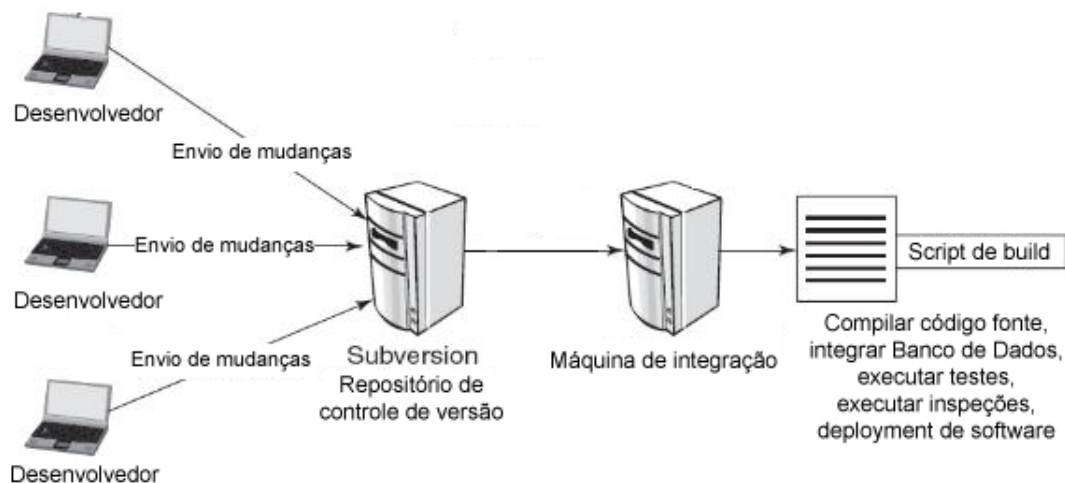 Desenvolvedor
Envio de mudanças
Desenvolvedor
Envio de mudanças
Desenvolvedor
Envio de mudanças
Subversion
Repositório de
controle de versão
Máquina de integração
Script de build
Compilar código fonte,
integrar Banco de Dados,
executar testes,
executar inspeções,
deployment de software